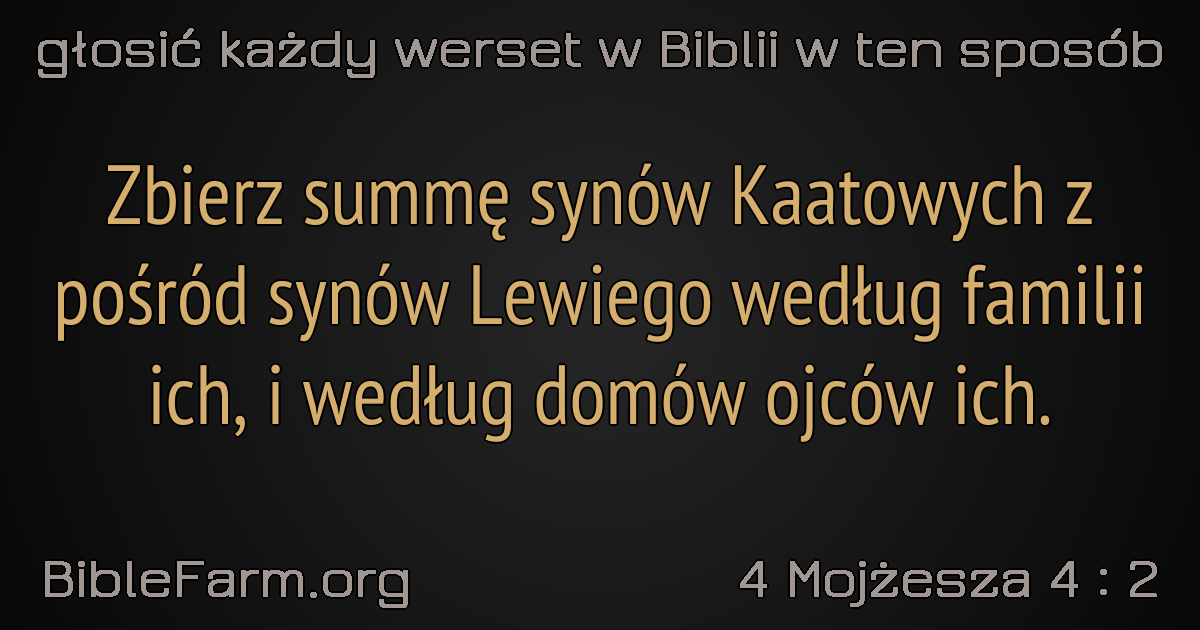 głosić każdy werset w Biblii w ten sposób
Zbierz summę synów Kaatowych z
pośród synów Lewiego według familii
ich, i według domów ojców ich.
BibleFarm.org
4 Mojżesza 4 : 2